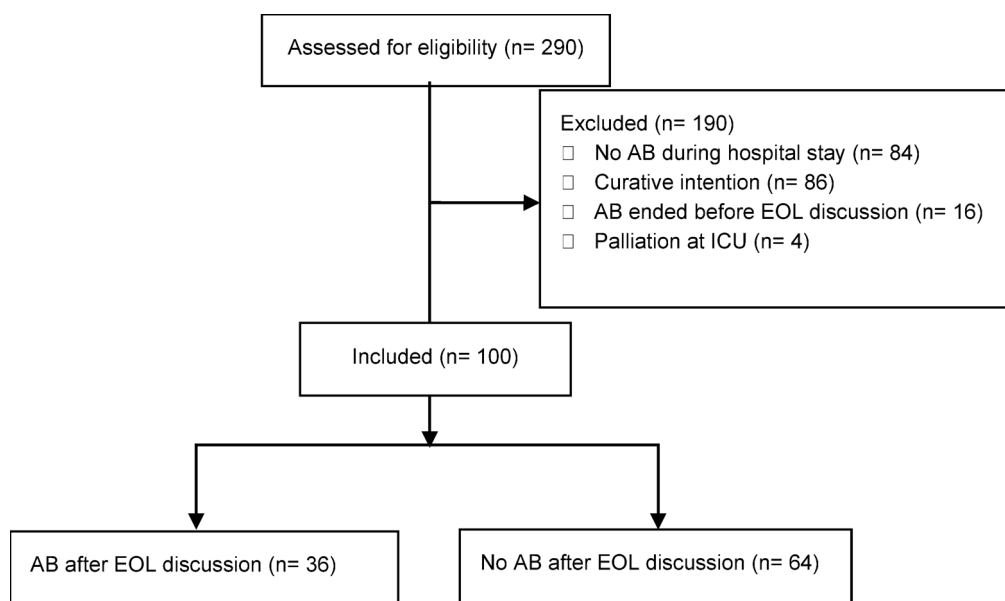 Assessed for eligibility (n= 290)
Excluded (n= 190)
□ No AB during hospital stay (n= 84)
□ Curative intention (n= 86)
□ AB ended before EOL discussion (n= 16)
□ Palliation at ICU (n= 4)
Included (n= 100)
AB after EOL discussion (n= 36)
No AB after EOL discussion (n= 64)